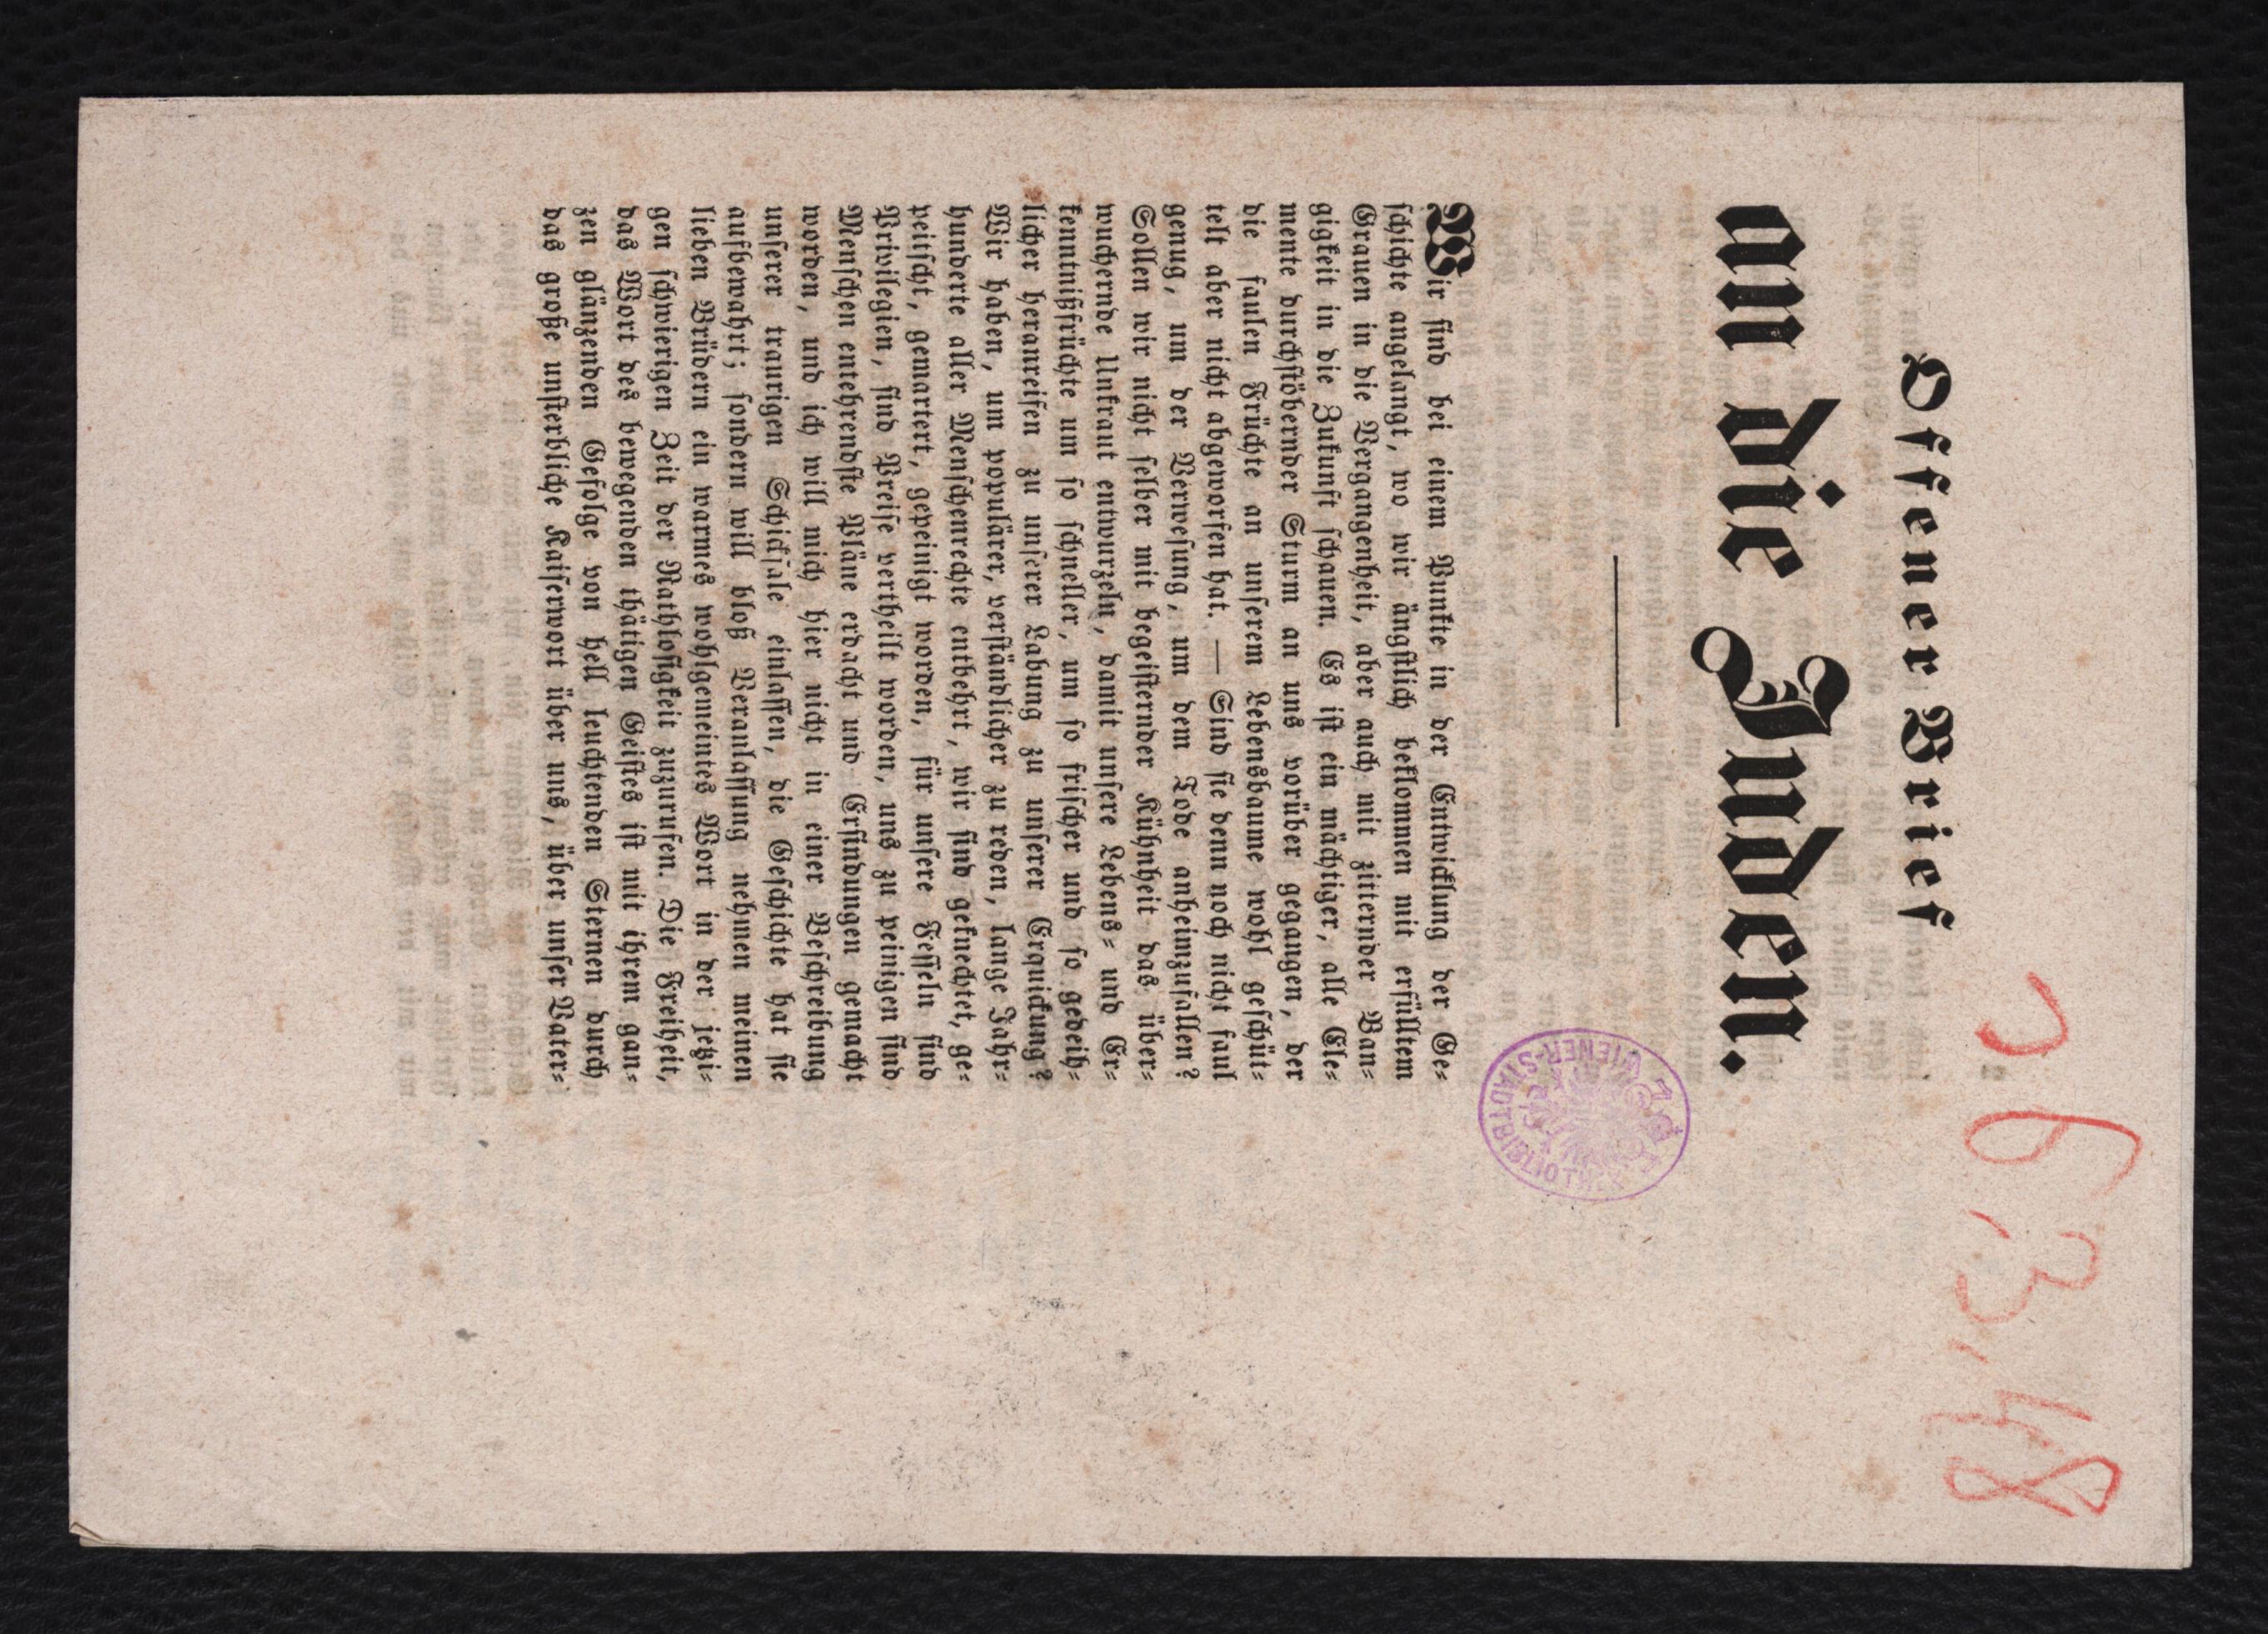 26.3.48
Offener Brief
an die Juden.
WIENER-STADTBIBLIOTHEK
Wir sind bei einem Punkte in der Entwicklung der Ge-
schichte angelangt, wo wir ängstlich beklommen mit erfülltem
Grauen in die Vergangenheit, aber auch mit zitternder Ban-
gigkeit in die Zukunft schauen. Es ist ein mächtiger, alle Ele-
mente durchstöbernder Sturm an uns vorüber gegangen, der
die faulen Früchte an unserem Lebensbaume wohl geschüt-
telt aber nicht abgeworfen hat. — Sind sie denn noch nicht faul
genug, um der Verwesung, um dem Tode anheimzufallen?
Sollen wir nicht selber mit begeisternder Kühnheit das über-
wuchernde Unkraut entwurzeln, damit unsere Lebens- und Er-
kenntnißfrüchte um so schneller, um so frischer und so gedeih-
licher heranreifen zu unserer Labung zu unserer Erquickung?
Wir haben, um populärer, verständlicher zu reden, lange Jahr-
hunderte aller Menschenrechte entbehrt, wir sind geknechtet, ge-
peitscht, gemartert, gepeinigt worden, für unsere Fesseln sind
Privilegien, sind Preise vertheilt worden, uns zu peinigen sind
Menschen entehrendste Pläne erdacht und Erfindungen gemacht
worden, und ich will mich hier nicht in einer Beschreibung
unserer traurigen Schicksale einlassen, die Geschichte hat sie
aufbewahrt; sondern will bloß Veranlassung nehmen meinen
lieben Brüdern ein warmes wohlgemeintes Wort in der jetzi-
gen schwierigen Zeit der Rathlosigkeit zuzurufen. Die Freiheit,
das Wort des bewegenden thätigen Geistes ist mit ihrem gan-
zen glänzenden Gefolge von hell leuchtenden Sternen durch
das große unsterbliche Kaiserwort über uns, über unser Vater-